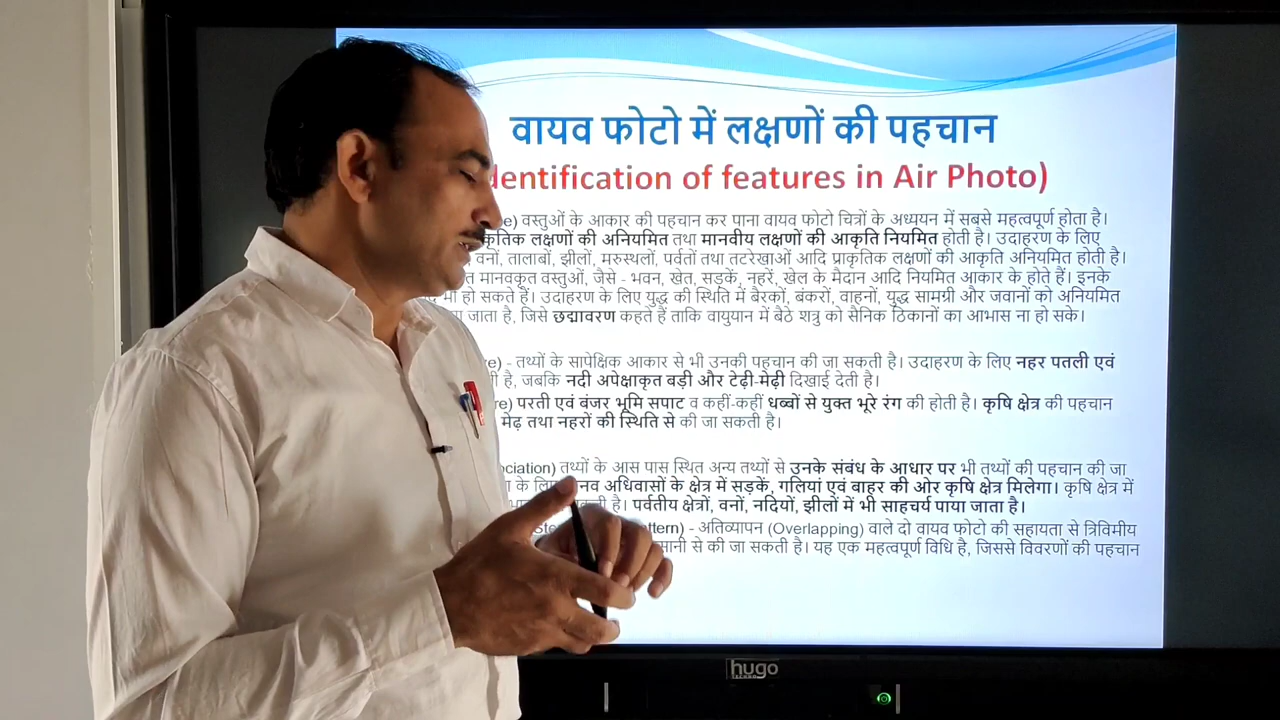 वायव फोटो में लक्षणों की पहचान
dentification of features in Air Photo)
वस्तुओं के आकार की पहचान कर पाना वायव फोटो चित्रों के अध्ययन में सबसे महत्वपूर्ण होता है।
लक्षणों की अनियमित तथा मानवीय लक्षणों की आकृति नियमित होती है। उदाहरण के लिए
वनों, तालाबों, झीलों, मरुस्थलों, पर्वतों तथा तटरेखाओं आदि प्राकृतिक लक्षणों की आकृति अनियमित होती है।
मानवकृत वस्तुओं, जैसे - भवन, खेत, सड़कें, नहरें, खेल के मैदान आदि नियमित आकार के होते हैं। इनके
भी हो सकते हैं। उदाहरण के लिए युद्ध की स्थिति में बैरकों, बंकरों, वाहनों, युद्ध सामग्री और जवानों को अनियमित
जाता है, जिसे छद्मावरण कहते हैं ताकि वायुयान में बैठे शत्रु को सैनिक ठिकानों का आभास ना हो सके।
- तथ्यों के सापेक्षिक आकार से भी उनकी पहचान की जा सकती है। उदाहरण के लिए नहर पतली एवं
है, जबकि नदी अपेक्षाकृत बड़ी और टेढ़ी-मेढ़ी दिखाई देती है।
परती एवं बंजर भूमि सपाट व कहीं-कहीं धब्बों से युक्त भूरे रंग की होती है। कृषि क्षेत्र की पहचान
मेढ़ तथा नहरों की स्थिति से की जा सकती है।
ciation) तथ्यों के आस पास स्थित अन्य तथ्यों से उनके संबंध के आधार पर भी तथ्यों की पहचान की जा
के अधिवासों के क्षेत्र में सड़कें, गलियां एवं बाहर की ओर कृषि क्षेत्र मिलेगा। कृषि क्षेत्र में
है। पर्वतीय क्षेत्रों, वनों, नदियों, झीलों में भी साहचर्य पाया जाता है।
ttern) - अतिव्यापन (Overlapping) वाले दो वायव फोटो की सहायता से त्रिविमीय
से की जा सकती है। यह एक महत्वपूर्ण विधि है, जिससे विवरणों की पहचान
hugo